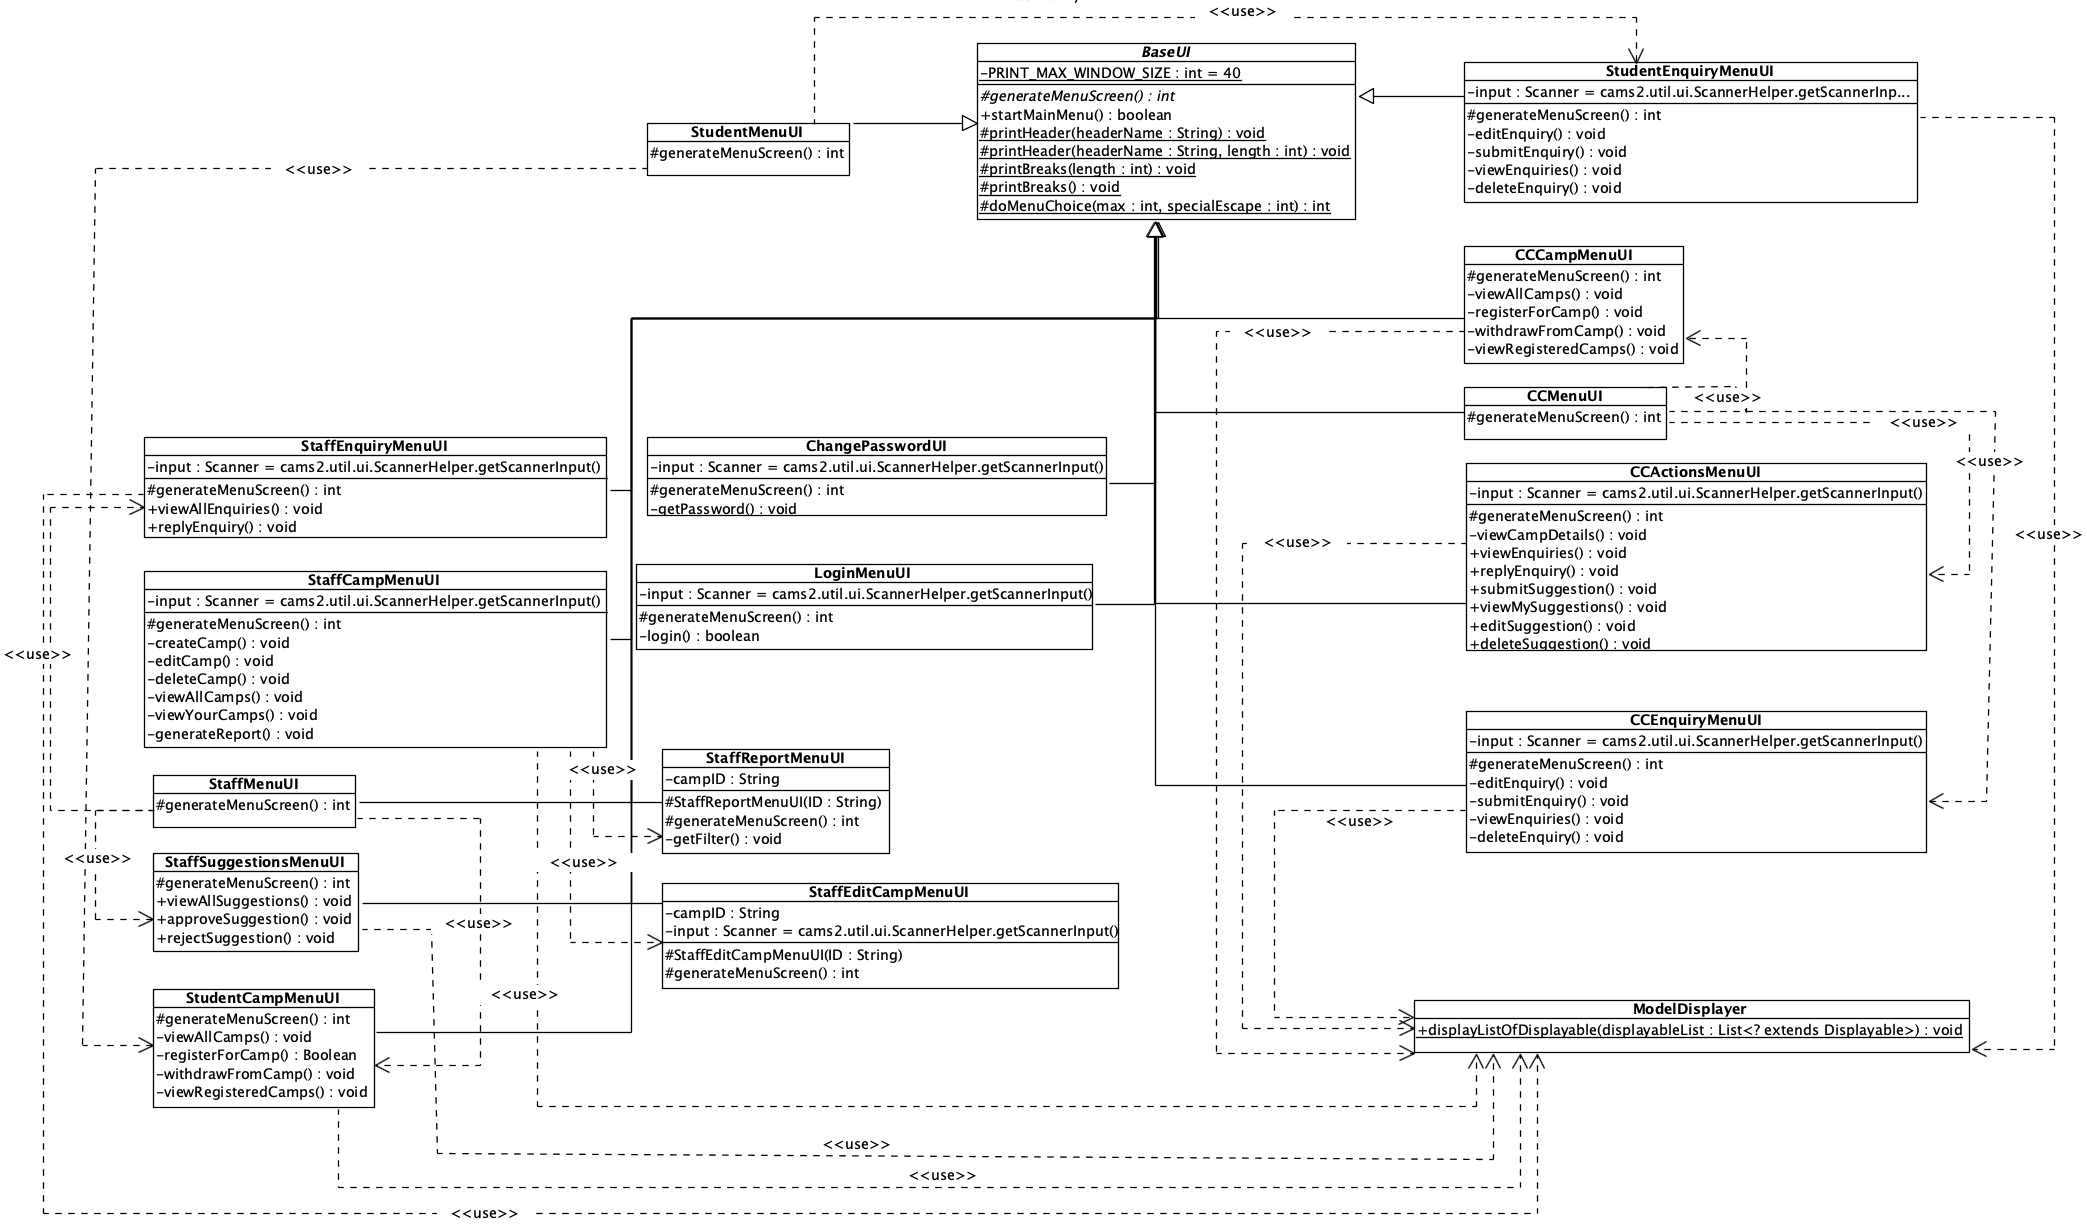 <<use>>
BaseUI
-PRINT_MAX_WINDOW_SIZE : int = 40
#generateMenuScreen() : int
+startMainMenu() : boolean
#printHeader(headerName : String) : void
#printHeader(headerName : String, length : int) : void
#printBreaks(length : int) : void
#printBreaks() : void
#doMenuChoice(max : int, specialEscape : int) : int
StudentEnquiryMenuUI
-input : Scanner = cams2.util.ui.ScannerHelper.getScannerInp...
#generateMenuScreen() : int
-editEnquiry() : void
-submitEnquiry() : void
-viewEnquiries() : void
-deleteEnquiry() : void
StudentMenuUI
#generateMenuScreen() : int
<<use>>
CCCampMenuUI
#generateMenuScreen() : int
-viewAllCamps() : void
-registerForCamp() : void
-withdrawFromCamp() : void
-viewRegisteredCamps() : void
<<use>>
CCMenuUI
#generateMenuScreen() : int
<<use>>
<<use>>
<<use>>
<<use>>
StaffEnquiryMenuUI
-input : Scanner = cams2.util.ui.ScannerHelper.getScannerInput()
#generateMenuScreen() : int
+viewAllEnquiries() : void
+replyEnquiry() : void
ChangePasswordUI
-input : Scanner = cams2.util.ui.ScannerHelper.getScannerInput()
#generateMenuScreen() : int
-getPassword() : void
CCActionsMenuUI
-input : Scanner = cams2.util.ui.ScannerHelper.getScannerInput()
#generateMenuScreen() : int
-viewCampDetails() : void
+viewEnquiries() : void
+replyEnquiry() : void
+submitSuggestion() : void
+viewMySuggestions() : void
+editSuggestion() : void
+deleteSuggestion() : void
<<use>>
StaffCampMenuUI
-input : Scanner = cams2.util.ui.ScannerHelper.getScannerInput()
#generateMenuScreen() : int
-createCamp() : void
-editCamp() : void
-deleteCamp() : void
-viewAllCamps() : void
-viewYourCamps() : void
-generateReport() : void
LoginMenuUI
-input : Scanner = cams2.util.ui.ScannerHelper.getScannerInput()
#generateMenuScreen() : int
-login() : boolean
<<use>>
CCEnquiryMenuUI
-input : Scanner = cams2.util.ui.ScannerHelper.getScannerInput()
#generateMenuScreen() : int
-editEnquiry() : void
-submitEnquiry() : void
-viewEnquiries() : void
-deleteEnquiry() : void
<<use>>
<<use>>
StaffReportMenuUI
-campID : String
#StaffReportMenuUI(ID : String)
#generateMenuScreen() : int
-getFilter() : void
StaffMenuUI
#generateMenuScreen() : int
<<use>>
<<use>>
StaffSuggestionsMenuUI
#generateMenuScreen() : int
+viewAllSuggestions() : void
+approveSuggestion() : void
+rejectSuggestion() : void
StaffEditCampMenuUI
-campID : String
-input : Scanner = cams2.util.ui.ScannerHelper.getScannerInput()
#StaffEditCampMenuUI(ID : String)
#generateMenuScreen() : int
<<use>>
<<use>>
StudentCampMenuUI
#generateMenuScreen() : int
-viewAllCamps() : void
-registerForCamp() : Boolean
-withdrawFromCamp() : void
-viewRegisteredCamps() : void
ModelDisplayer
+displayListOfDisplayable(displayableList : List<? extends Displayable>) : void
<<use>>
<<use>>
<<use>>